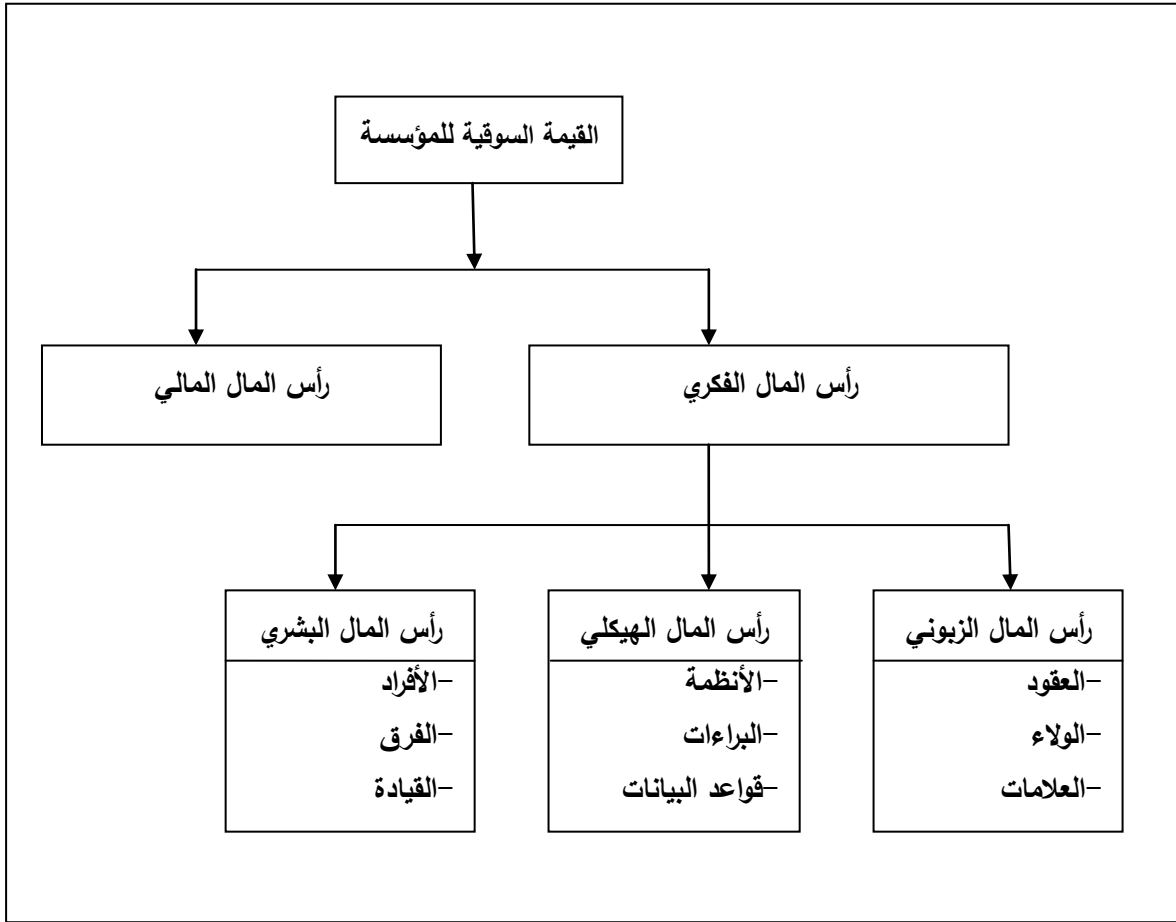 القيمة السوقية للمؤسسة
رأس المال الفكري
رأس المال المالي
رأس المال الزبوني
-العقود
-الولاء
-العلامات
رأس المال الهيكلي
-الأنظمة
-البراءات
-قواعد البيانات
رأس المال البشري
-الأفراد
-الفرق
-القيادة